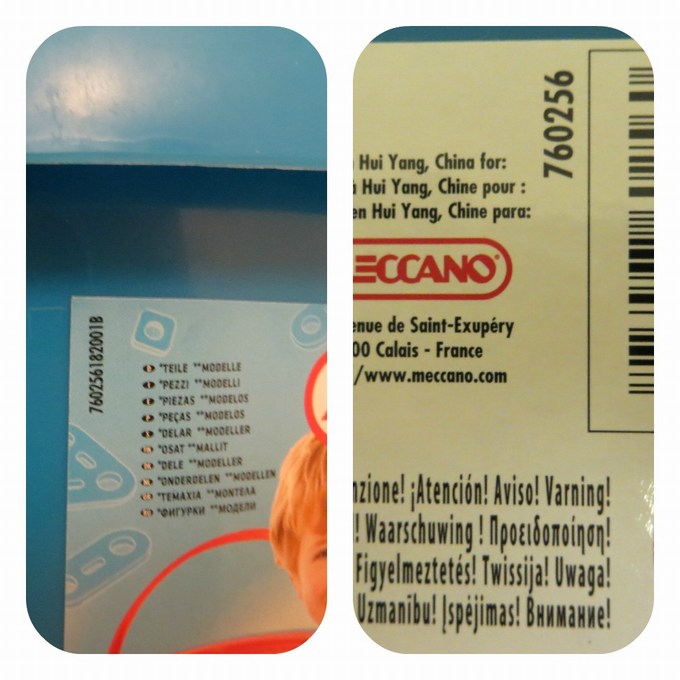 7602561820018
*TEILE **MODELLE
*PEZZI **MODELLI
*PIEZAS **MODELOS
*PEÇAS **MODELOS
*DELAR **MODELLER
*OSAT **MALLIT
*DELE **MODELLER
*ONDERDELEN **MODELLEN
*ΤΕΜΑΧΙΑ **ΜΟΝΤΕΛΑ
*ФИГУРКИ **МОДЕЛИ
760256
Hui Yang, China for:
à Hui Yang, Chine pour :
en Hui Yang, Chine para:
MECCANO
enue de Saint-Exupéry
00 Calais - France
/www.meccano.com
nzione! ¡Atención! Aviso! Varning!
! Waarschuwing ! Προειδοποίηση!
Figyelmeztetés! Twissija! Uwaga!
Uzmanību! Įspėjimas! Внимание!